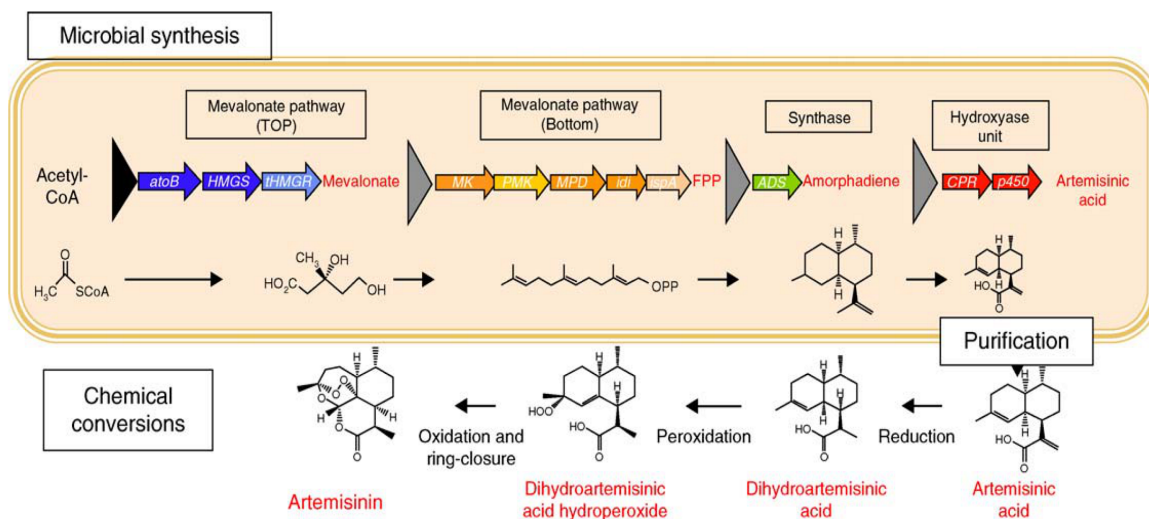 Microbial synthesis
Mevalonate pathway
(TOP)
Mevalonate pathway
(Bottom)
Synthase
Hydroxyase
unit
Acetyl-
CoA
atoB
HMGS
tHMGR
Mevalonate
MK
PMK
MPD
idi
ispA
FPP
ADS
Amorphadiene
CPR
p450
Artemisinic
acid
O
H3C
SCoA
CH3
OH
HO2C
OH
OPP
H
H
H
H
HO
O
Purification
Chemical
conversions
H
O
O
O
H
O
H
O
Artemisinin
Oxidation and
ring-closure
H
HOO
HO
O
Dihydroartemisinic
acid hydroperoxide
Peroxidation
H
H
HO
O
Dihydroartemisinic
acid
Reduction
H
H
HO
O
Artemisinic
acid